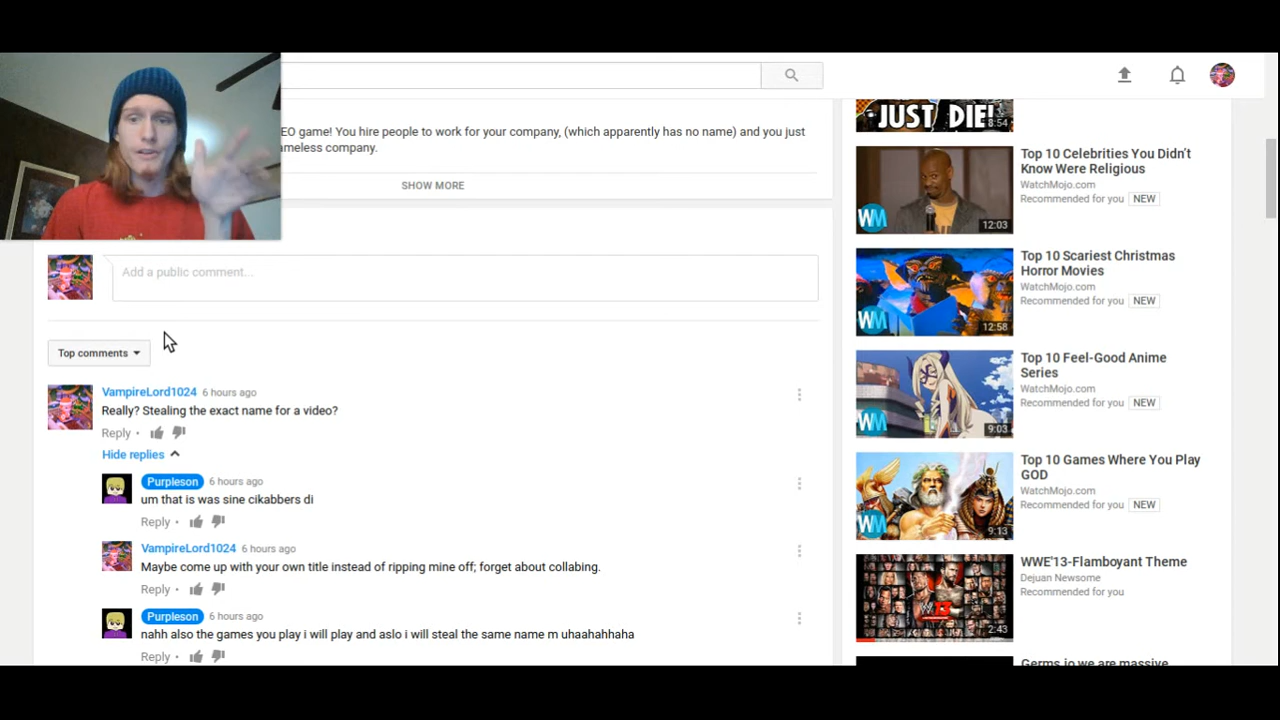 JUST DIE!
8:54
EO game! You hire people to work for your company, (which apparently has no name) and you just
ameless company.
SHOW MORE
Add a public comment...
Top comments
VampireLord1024 6 hours ago
Really? Stealing the exact name for a video?
Reply
Hide replies
Purpleson 6 hours ago
um that is was sine cikabbers di
Reply
VampireLord1024 6 hours ago
Maybe come up with your own title instead of ripping mine off; forget about collabing.
Reply
Purpleson 6 hours ago
nahh also the games you play i will play and aslo i will steal the same name m uhaahahhaha
Reply
Top 10 Celebrities You Didn't
Know Were Religious
WatchMojo.com
Recommended for you NEW
WM
12:03
Top 10 Scariest Christmas
Horror Movies
WatchMojo.com
Recommended for you NEW
WM
12:58
Top 10 Feel-Good Anime
Series
WatchMojo.com
Recommended for you NEW
WM
9:03
Top 10 Games Where You Play
GOD
WatchMojo.com
Recommended for you NEW
WM
9:13
WWE'13-Flamboyant Theme
Dejuan Newsome
Recommended for you
13
2:43
Germs.io we are massive